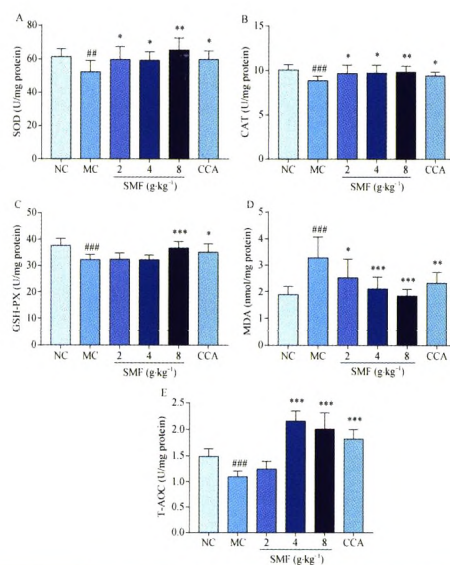 A
SOD (U/mg protein)
80
60
40
20
0
##
*
*
**
*
NC MC 2 4 8 CCA
SMF (g·kg⁻¹)
B
CAT (U/mg protein)
15
10
5
0
###
*
*
**
*
NC MC 2 4 8 CCA
SMF (g·kg⁻¹)
C
GSH-PX (U/mg protein)
50
40
30
20
10
0
###
***
*
NC MC 2 4 8 CCA
SMF (g·kg⁻¹)
D
MDA (nmol/mg protein)
5
4
3
2
1
0
###
*
***
***
**
NC MC 2 4 8 CCA
SMF (g·kg⁻¹)
E
T-AOC (U/mg protein)
2.5
2.0
1.5
1.0
0.5
0.0
###
***
***
***
NC MC 2 4 8 CCA
SMF (g·kg⁻¹)